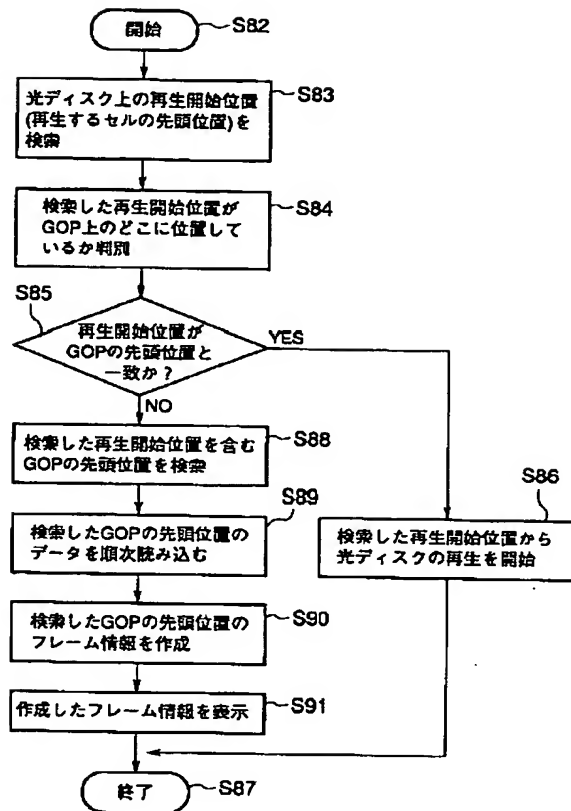 開始
S82
光ディスク上の再生開始位置
(再生するセルの先頭位置)を
検索
S83
検索した再生開始位置が
GOP上のどこに位置して
いるか判別
S84
S85
再生開始位置が
GOPの先頭位置と
一致か?
YES
NO
検索した再生開始位置を含む
GOPの先頭位置を検索
S88
S86
検索した再生開始位置から
光ディスクの再生を開始
検索したGOPの先頭位置の
データを順次読み込む
S89
検索したGOPの先頭位置の
フレーム情報を作成
S90
作成したフレーム情報を表示
S91
終了
S87